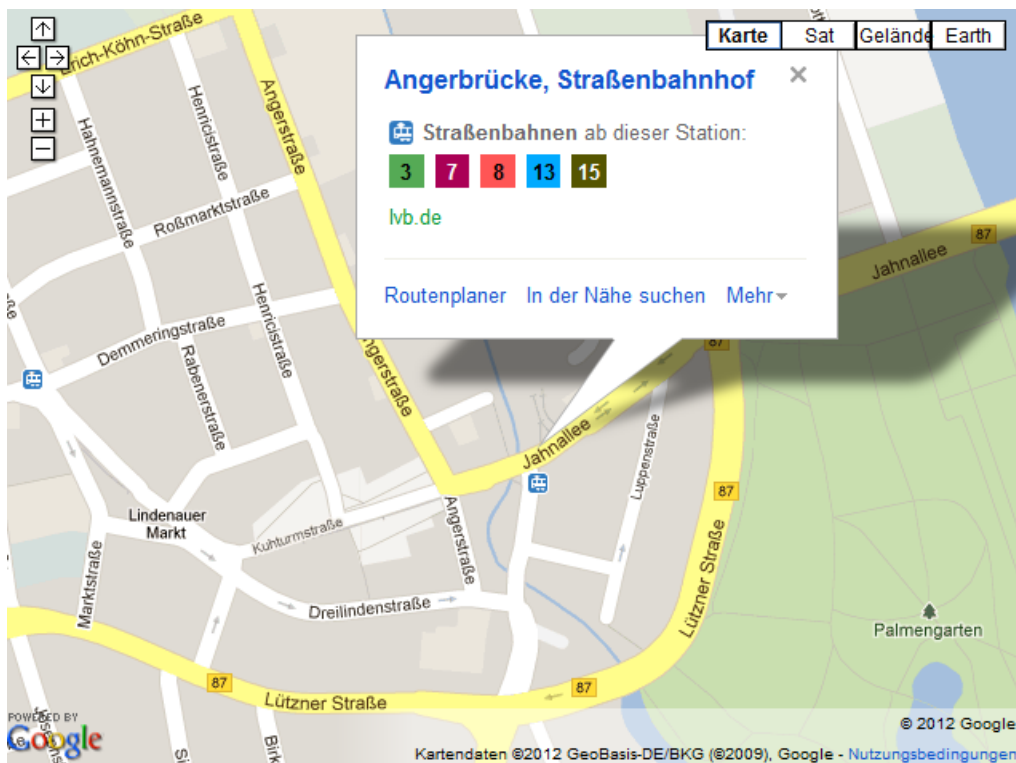 Karte Sat Gelände Earth
Erich-Köhn-Straße
Angerbrücke, Straßenbahnhof
Straßenbahnen ab dieser Station:
3 7 8 13 15
lvb.de
Routenplaner In der Nähe suchen Mehr
Angerstraße
Henricistraße
Hahnemannstraße
Roßmarktstraße
87
Jahnallee
Henricistraße
Demmeringstraße
Rabenerstraße
87
Angerstraße
Jahnallee
Luppenstraße
87
Lindenauer
Markt
Kuhturmstraße
Angerstraße
Marktstraße
Dreilindenstraße
Lützner Straße
Palmengarten
87
87
Lützner Straße
POWERED BY
Google
© 2012 Google
Kartendaten ©2012 GeoBasis-DE/BKG (©2009), Google - Nutzungsbedingungen